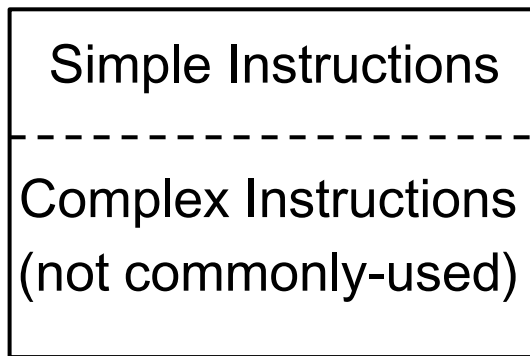 Simple Instructions
Complex Instructions
(not commonly-used)